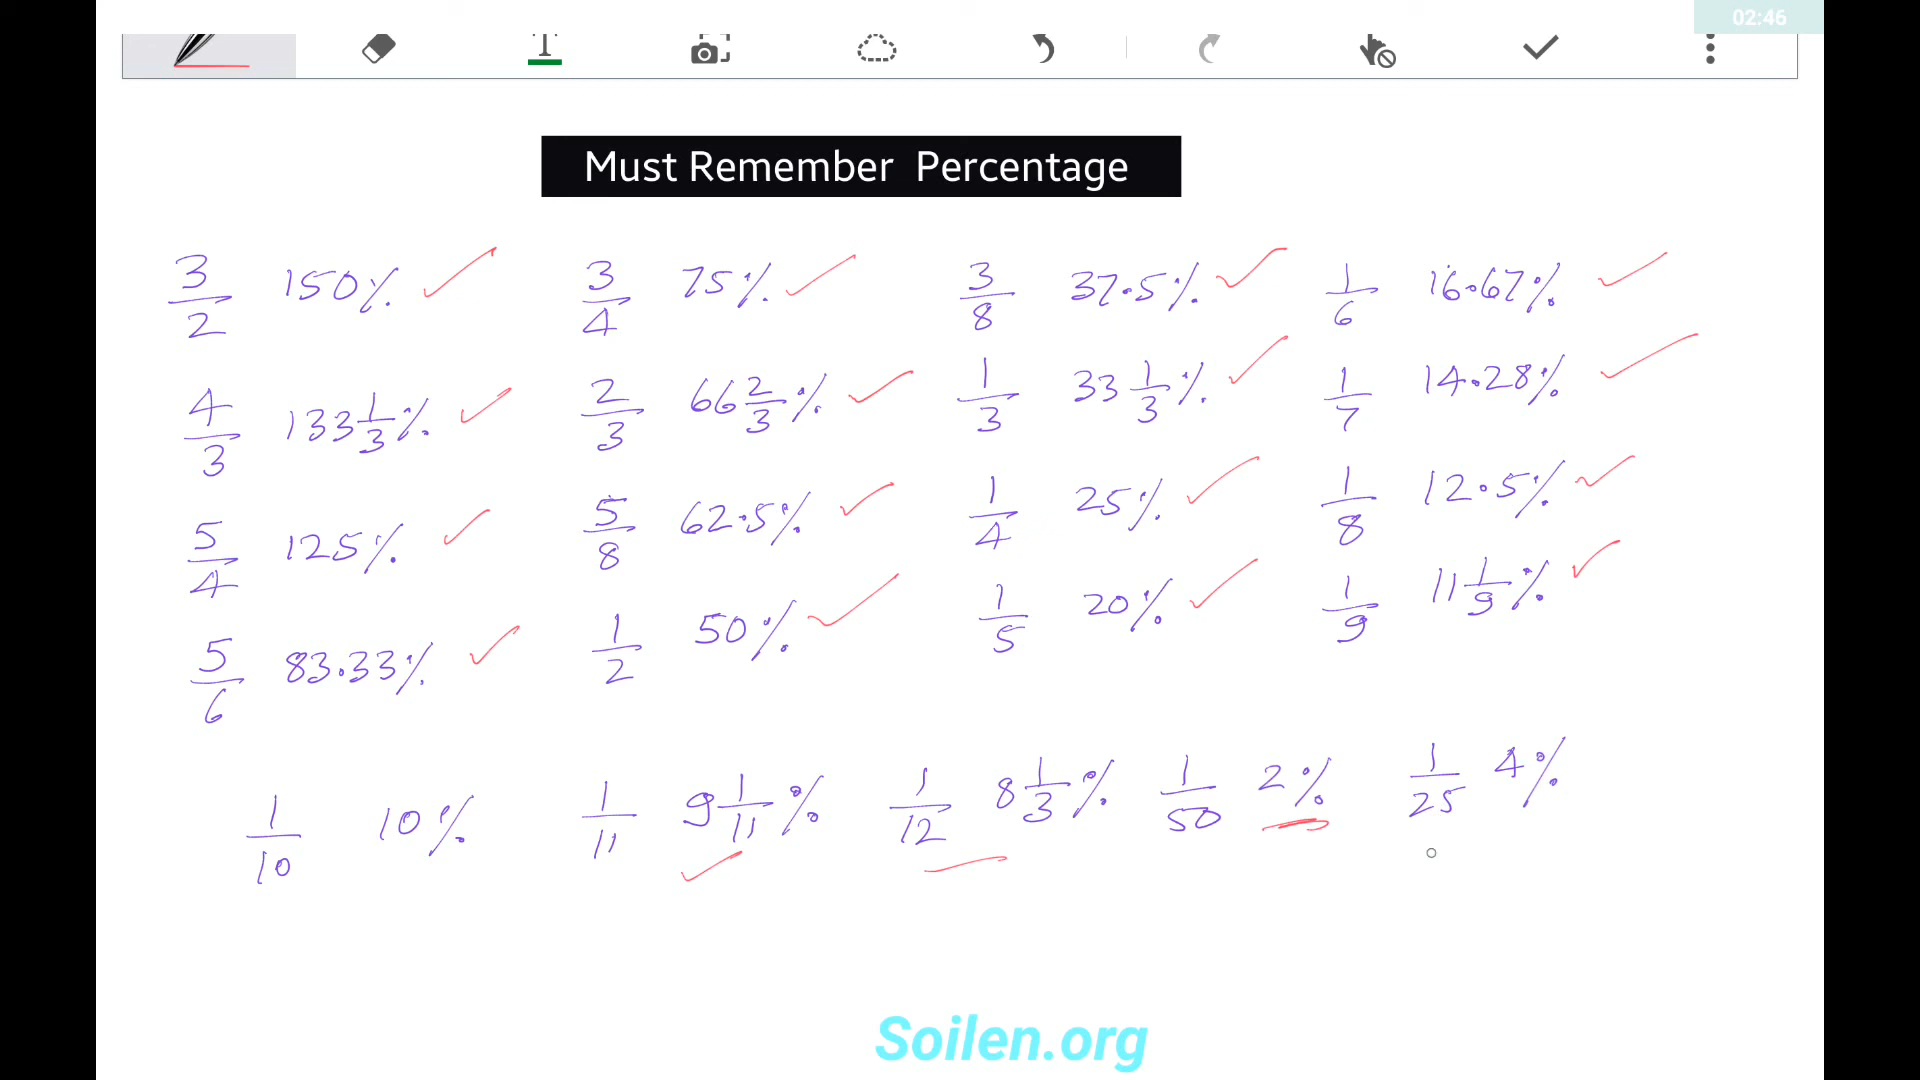 02:46
T
Must Remember Percentage
3/2 150% 3/4 75% 3/8 37.5% 1/6 16.67%
4/3 133 1/3% 2/3 66 2/3% 1/3 33 1/3% 1/7 14.28%
5/4 125% 5/8 62.5% 1/4 25% 1/8 12.5%
5/6 83.33% 1/2 50% 1/5 20% 1/9 11 1/9%
1/10 10% 1/11 9 1/11% 1/12 8 1/3% 1/50 2% 1/25 4%
Soilen.org